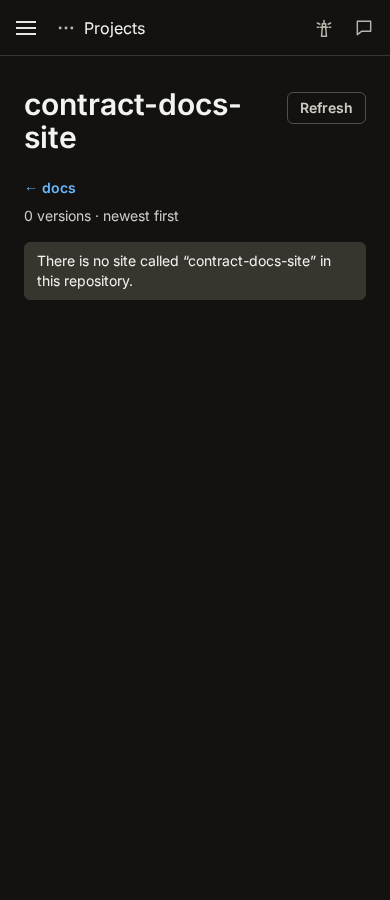 ··· Projects
contract-docs-
site
Refresh
← docs
0 versions · newest first
There is no site called “contract-docs-site” in
this repository.